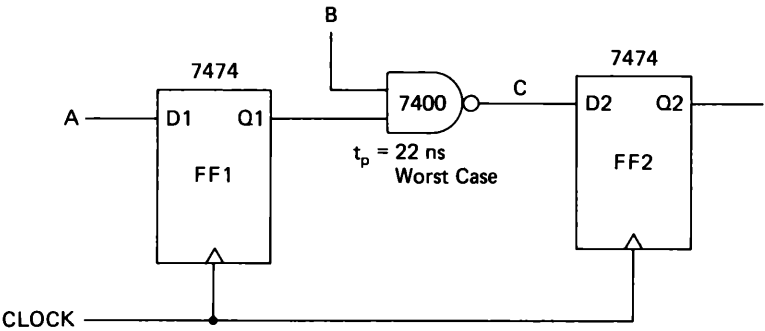 B
7474
7474
A
D1
Q1
7400
C
D2
Q2
t_p = 22 ns
Worst Case
FF1
FF2
CLOCK